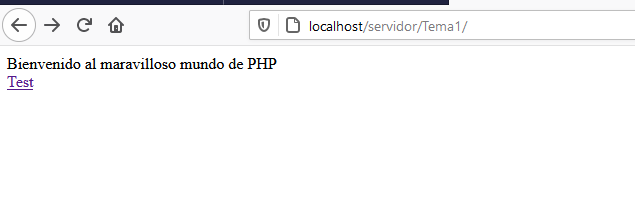 localhost/servidor/Tema1/
Bienvenido al maravilloso mundo de PHP
Test